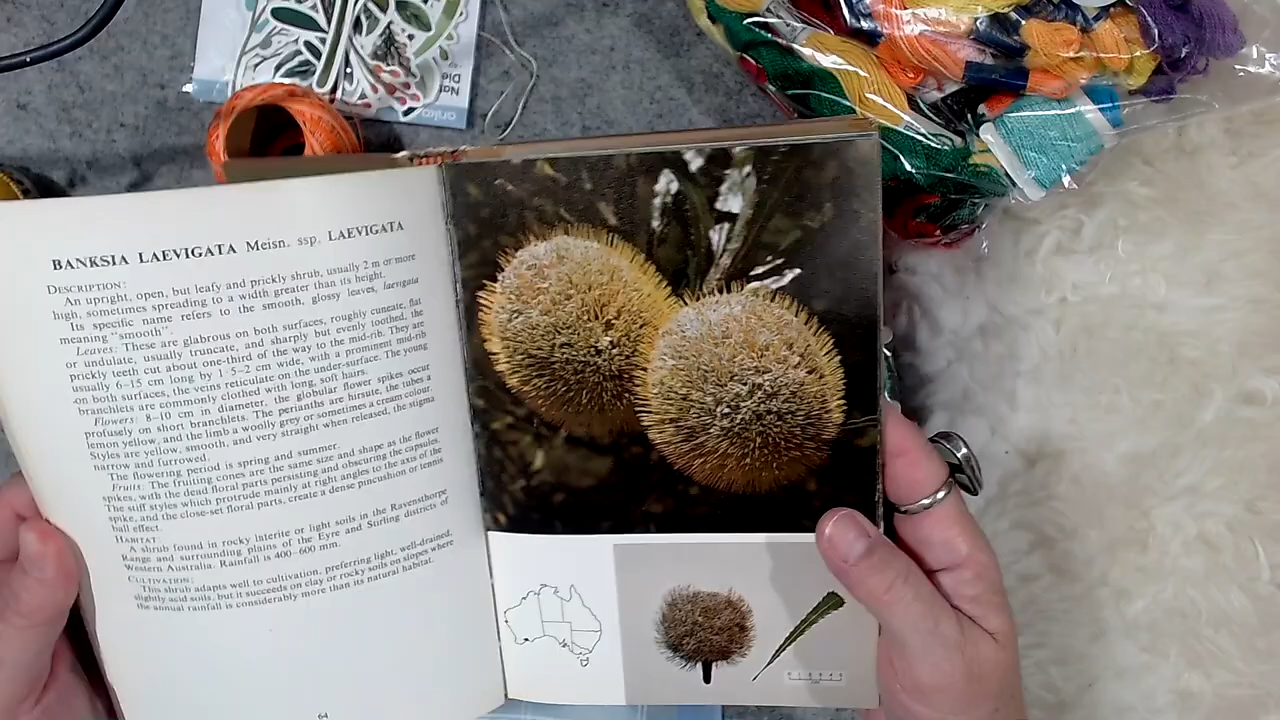 Na
Die
BANKSIA LAEVIGATA Meisn. ssp. LAEVIGATA
DESCRIPTION:
An upright, open, but leafy and prickly shrub, usually 2 m or more
high, sometimes spreading to a width greater than its height.
Its specific name refers to the smooth, glossy leaves, laevigata
meaning "smooth".
Leaves: These are glabrous on both surfaces, roughly cuneate, flat
or undulate, usually truncate, and sharply but evenly toothed, the
prickly teeth cut about one-third of the way to the mid-rib. They are
usually 6-15 cm long by 1·5-2 cm wide, with a prominent mid-rib
on both surfaces, the veins reticulate on the under-surface. The young
branchlets are commonly clothed with long, soft hairs.
Flowers: 8-10 cm in diameter, the globular flower spikes occur
profusely on short branchlets. The perianths are hirsute, the tubes a
lemon yellow, and the limb a woolly grey or sometimes a cream colour.
Styles are yellow, smooth, and very straight when released, the stigma
narrow and furrowed.
The flowering period is spring and summer.
Fruits: The fruiting cones are the same size and shape as the flower
spikes, with the dead floral parts persisting and obscuring the capsules.
The stiff styles which protrude mainly at right angles to the axis of the
spike, and the close-set floral parts, create a dense pincushion or tennis
ball effect.
HABITAT:
A shrub found in rocky laterite or light soils in the Ravensthorpe
Range and surrounding plains of the Eyre and Stirling districts of
Western Australia. Rainfall is 400-600 mm.
CULTIVATION:
This shrub adapts well to cultivation, preferring light, well-drained,
slightly acid soils, but it succeeds on clay or rocky soils on slopes where
the annual rainfall is considerably more than its natural habitat.
64